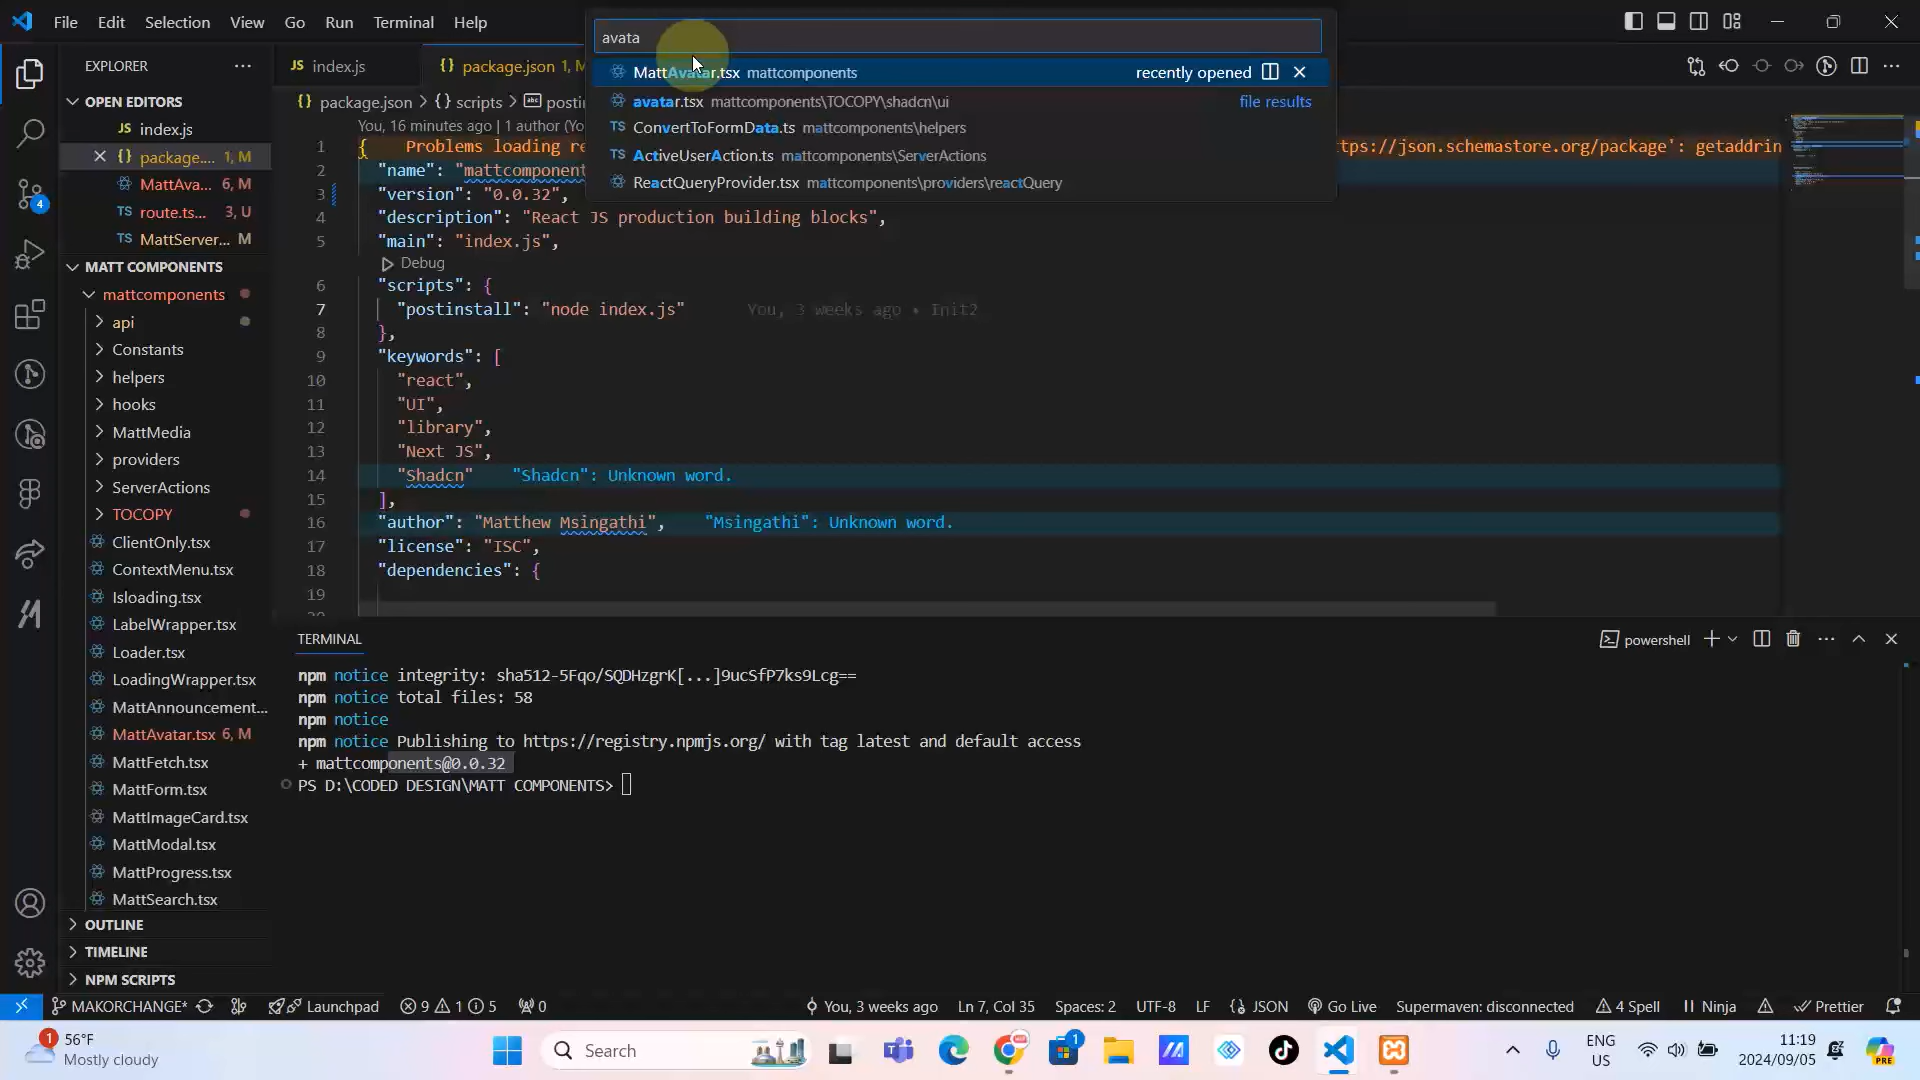 File Edit Selection View Go Run Terminal Help
avata
MattAvatar.tsx mattcomponents recently opened
avatar.tsx mattcomponents\TOCOPY\shadcn\ui file results
ConvertToFormData.ts mattcomponents\helpers
ActiveUserAction.ts mattcomponents\ServerActions
ReactQueryProvider.tsx mattcomponents\providers\reactQuery
EXPLORER
OPEN EDITORS
JS index.js
{} package.... 1, M
MattAva... 6, M
TS route.ts... 3, U
TS MattServer... M
MATT COMPONENTS
mattcomponents
api
Constants
helpers
hooks
MattMedia
providers
ServerActions
TOCOPY
ClientOnly.tsx
ContextMenu.tsx
Isloading.tsx
LabelWrapper.tsx
Loader.tsx
LoadingWrapper.tsx
MattAnnouncement...
MattAvatar.tsx 6, M
MattFetch.tsx
MattForm.tsx
MattImageCard.tsx
MattModal.tsx
MattProgress.tsx
MattSearch.tsx
OUTLINE
TIMELINE
NPM SCRIPTS
JS index.js {} package.json 1, M
{} package.json > {} scripts > postin
You, 16 minutes ago | 1 author (Yo
1 { Problems loading re ttps://json.schemastore.org/package': getaddrin
2 "name": "mattcomponent
3 "version": "0.0.32",
4 "description": "React JS production building blocks",
5 "main": "index.js",
Debug
6 "scripts": {
7 "postinstall": "node index.js" You, 3 weeks ago • Init2
8 },
9 "keywords": [
10 "react",
11 "UI",
12 "library",
13 "Next JS",
14 "Shadcn" "Shadcn": Unknown word.
15 ],
16 "author": "Matthew Msingathi", "Msingathi": Unknown word.
17 "license": "ISC",
18 "dependencies": {
19
TERMINAL
powershell
npm notice integrity: sha512-5Fqo/SQDHzgrK[...]9ucSfP7ks9Lcg==
npm notice total files: 58
npm notice
npm notice Publishing to https://registry.npmjs.org/ with tag latest and default access
+ mattcomponents@0.0.32
PS D:\CODED DESIGN\MATT COMPONENTS>
4
MAKORCHANGE* Launchpad 9 1 5 0 You, 3 weeks ago Ln 7, Col 35 Spaces: 2 UTF-8 LF {} JSON Go Live Supermaven: disconnected 4 Spell Ninja Prettier
1 56°F
Mostly cloudy
Search
1
ENG
US
11:19
2024/09/05
PRE